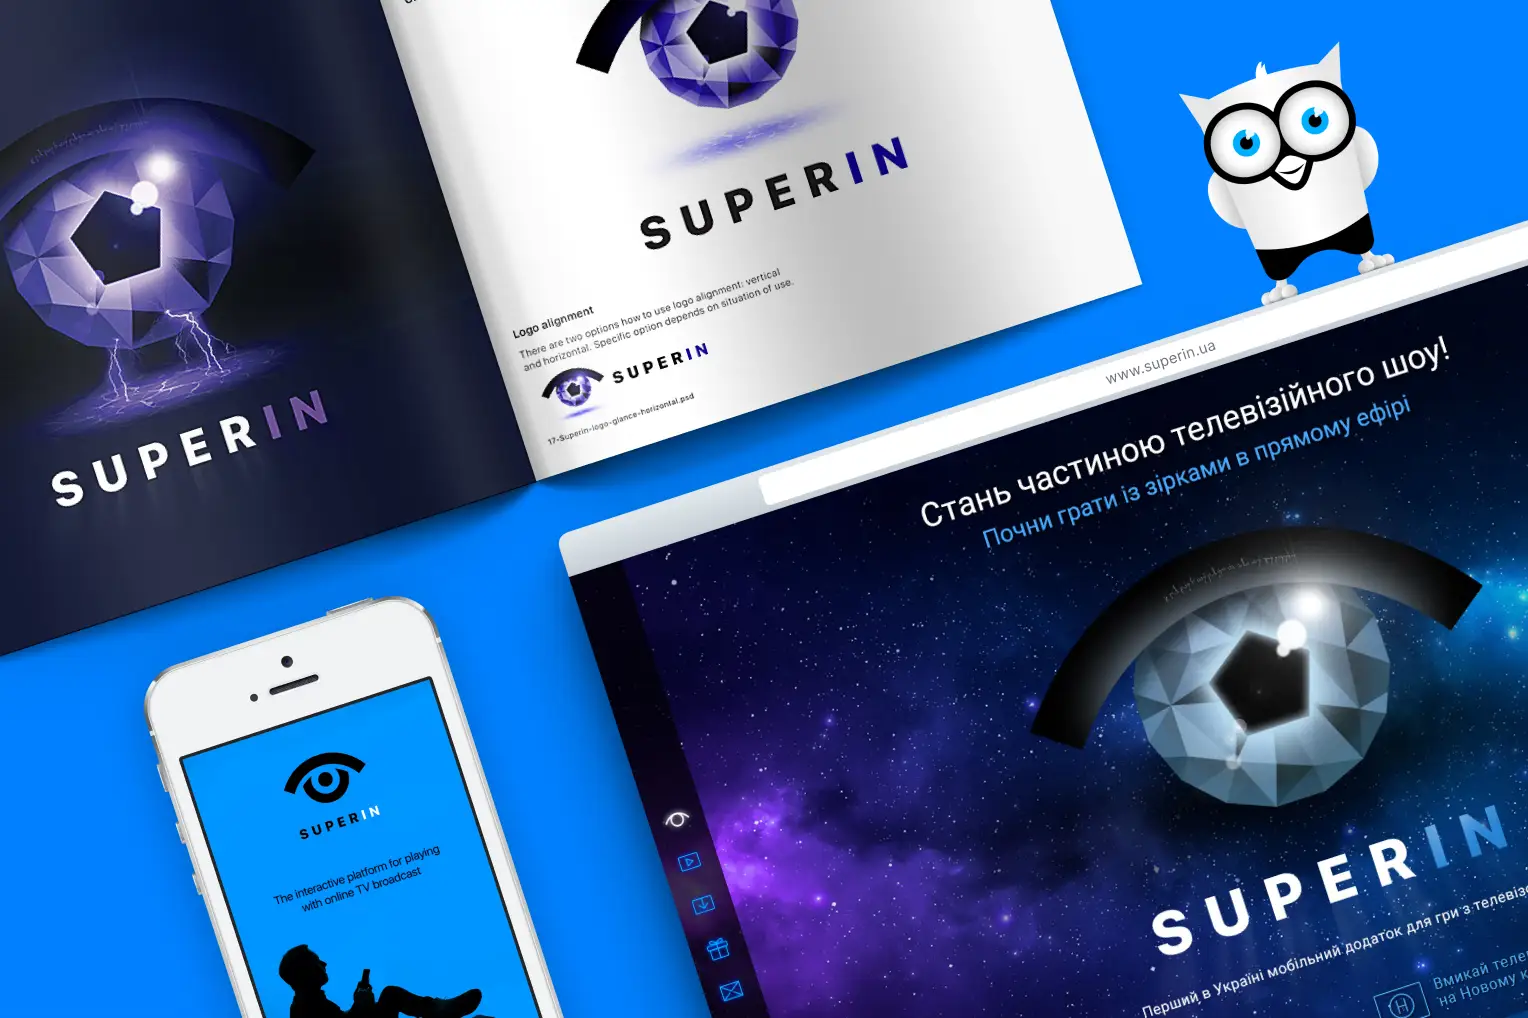 SUPERIN
SUPERIN
Logo alignment
There are two options how to use logo alignment: vertical
and horizontal. Specific option depends on situation of use.
SUPERIN
17-Superin-logo-glance-horizontal.psd
www.superin.ua
Стань частиною телевізійного шоу!
Почни грати із зірками в прямому ефірі
SUPERIN
Перший в Україні мобільний додаток для гри з
Вмикай
на Новому
SUPERIN
The interactive platform for playing
with online TV broadcast